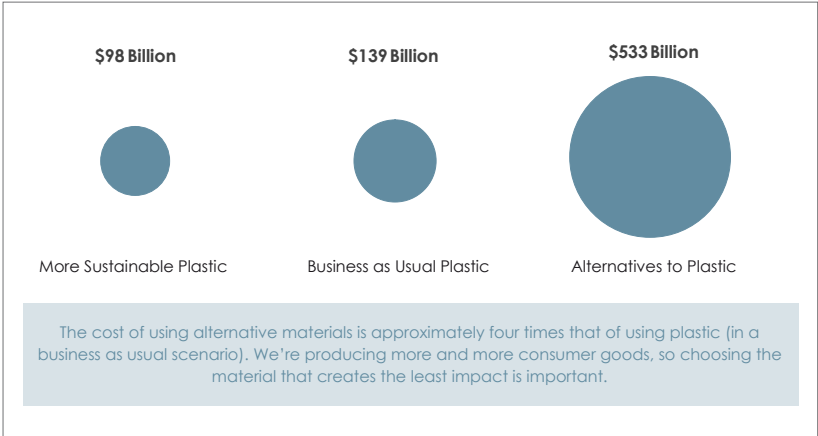 $98 Billion
$139 Billion
$533 Billion
More Sustainable Plastic
Business as Usual Plastic
Alternatives to Plastic
The cost of using alternative materials is approximately four times that of using plastic (in a
business as usual scenario). We’re producing more and more consumer goods, so choosing the
material that creates the least impact is important.